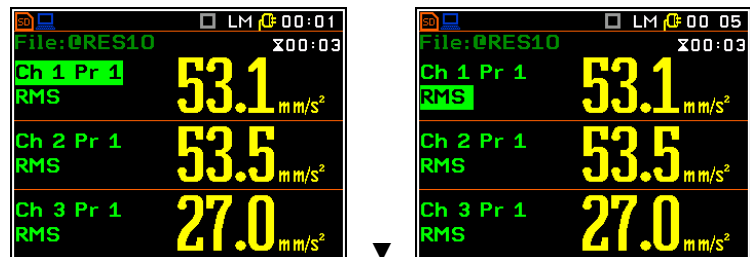 SD LM 00:01
File:@RES10 00:03
Ch 1 Pr 1
RMS
53.1 mm/s²
Ch 2 Pr 1
RMS
53.5 mm/s²
Ch 3 Pr 1
RMS
27.0 mm/s²
SD LM 00 05
File:@RES10 00:03
Ch 1 Pr 1
RMS
53.1 mm/s²
Ch 2 Pr 1
RMS
53.5 mm/s²
Ch 3 Pr 1
RMS
27.0 mm/s²